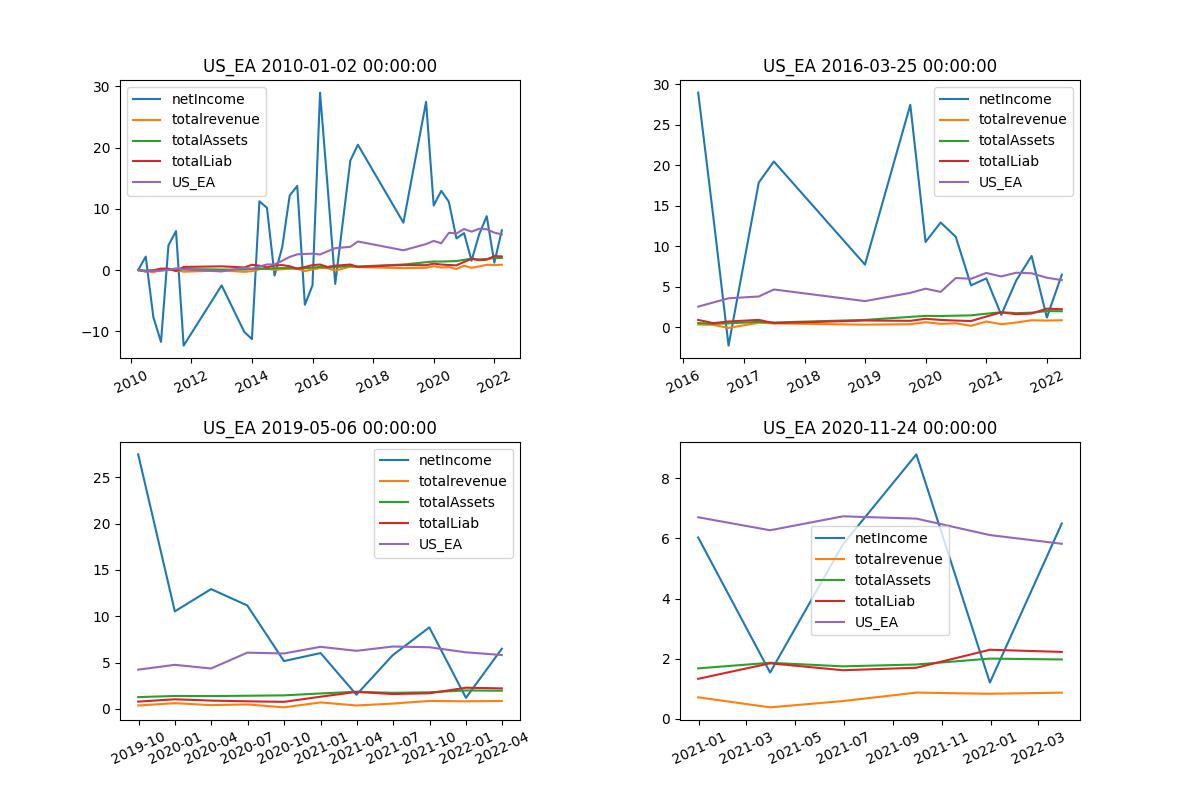 US_EA 2010-01-02 00:00:00
30
20
10
0
−10
netIncome
totalrevenue
totalAssets
totalLiab
US_EA
2010 2012 2014 2016 2018 2020 2022
US_EA 2016-03-25 00:00:00
30
25
20
15
10
5
0
netIncome
totalrevenue
totalAssets
totalLiab
US_EA
2016 2017 2018 2019 2020 2021 2022
US_EA 2019-05-06 00:00:00
25
20
15
10
5
0
netIncome
totalrevenue
totalAssets
totalLiab
US_EA
2019-10 2020-01 2020-04 2020-07 2020-10 2021-01 2021-04 2021-07 2021-10 2022-01 2022-04
US_EA 2020-11-24 00:00:00
8
6
4
2
0
netIncome
totalrevenue
totalAssets
totalLiab
US_EA
2021-01 2021-03 2021-05 2021-07 2021-09 2021-11 2022-01 2022-03